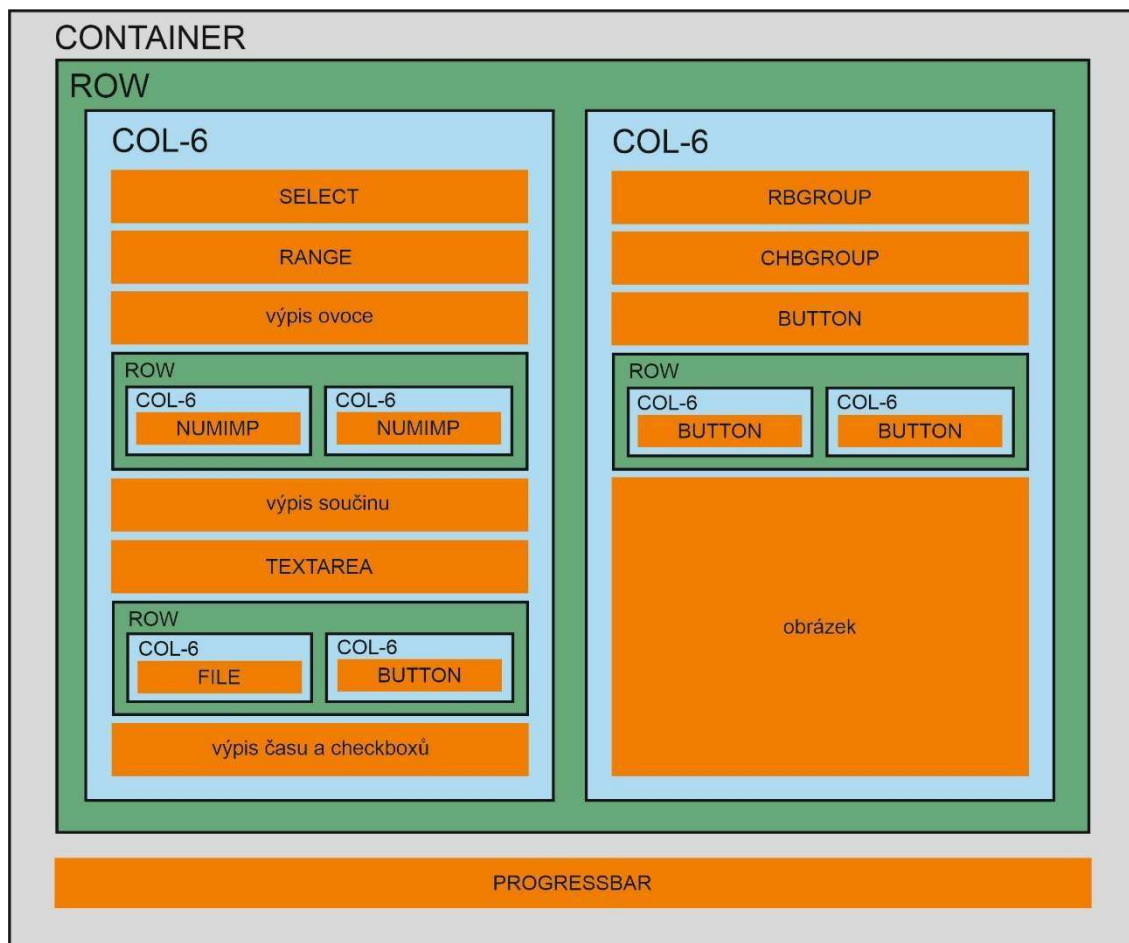 CONTAINER
ROW
COL-6
SELECT
RANGE
výpis ovoce
ROW
COL-6
NUMIMP
COL-6
NUMIMP
výpis součinu
TEXTAREA
ROW
COL-6
FILE
COL-6
BUTTON
výpis času a checkboxů
COL-6
RBGROUP
CHBGROUP
BUTTON
ROW
COL-6
BUTTON
COL-6
BUTTON
obrázek
PROGRESSBAR